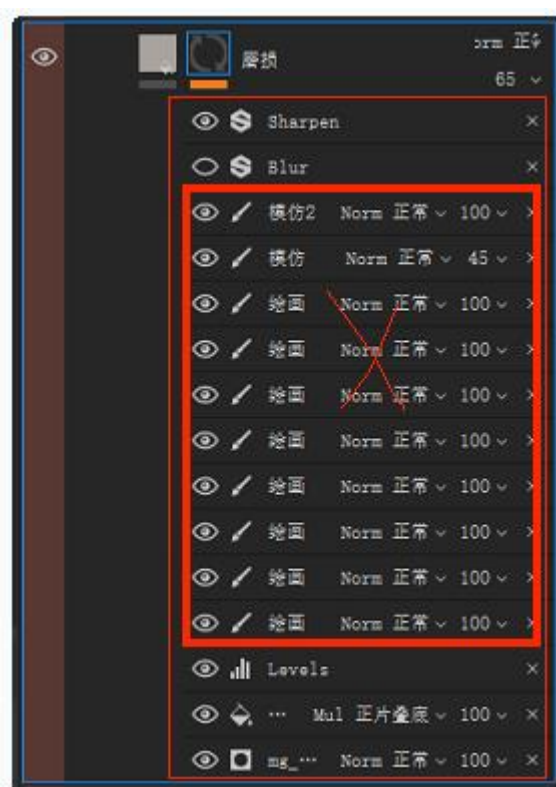 磨损 orm 正常
65
Sharpen
Blur
模仿2 Norm 正常 100
模仿 Norm 正常 45
绘画 Norm 正常 100
绘画 Norm 正常 100
绘画 Norm 正常 100
绘画 Norm 正常 100
绘画 Norm 正常 100
绘画 Norm 正常 100
绘画 Norm 正常 100
绘画 Norm 正常 100
Levels
… Mul 正片叠底 100
mg_… Norm 正常 100